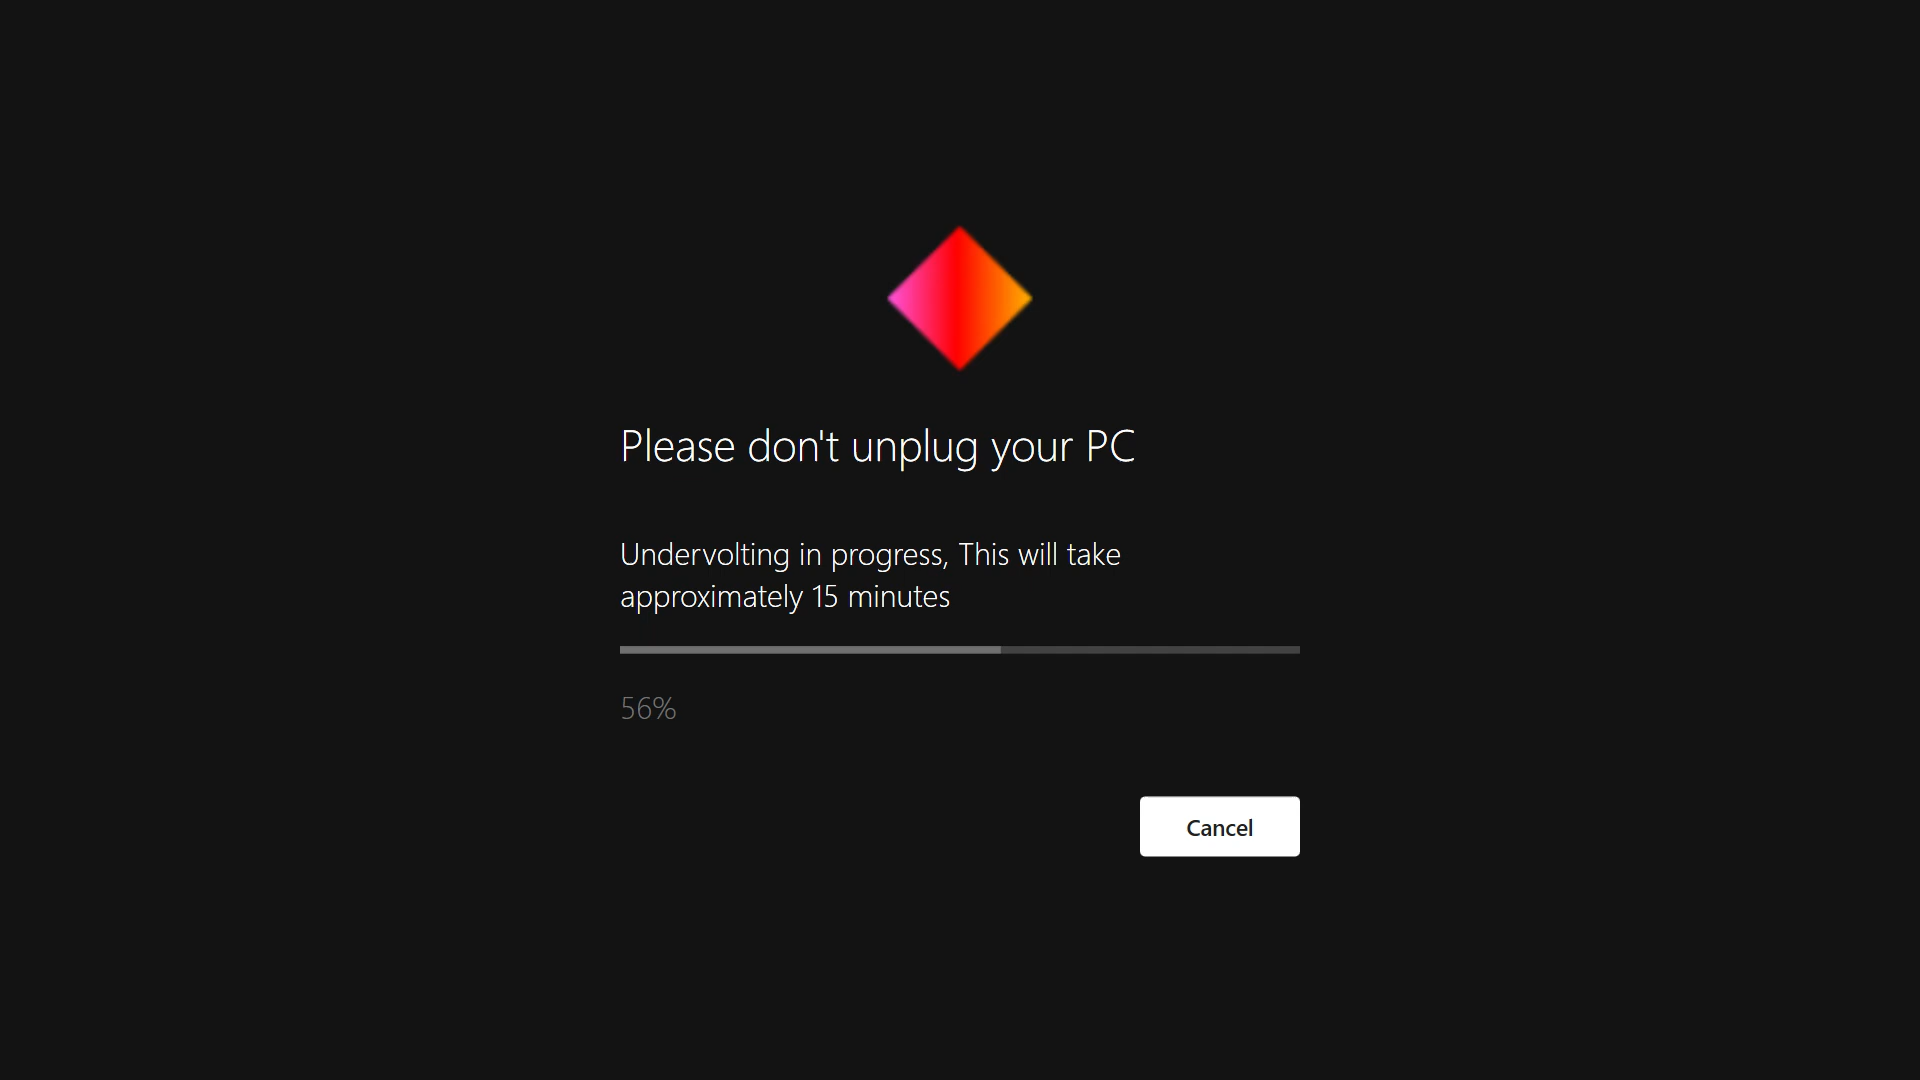 Please don't unplug your PC
Undervolting in progress, This will take
approximately 15 minutes
56%
Cancel